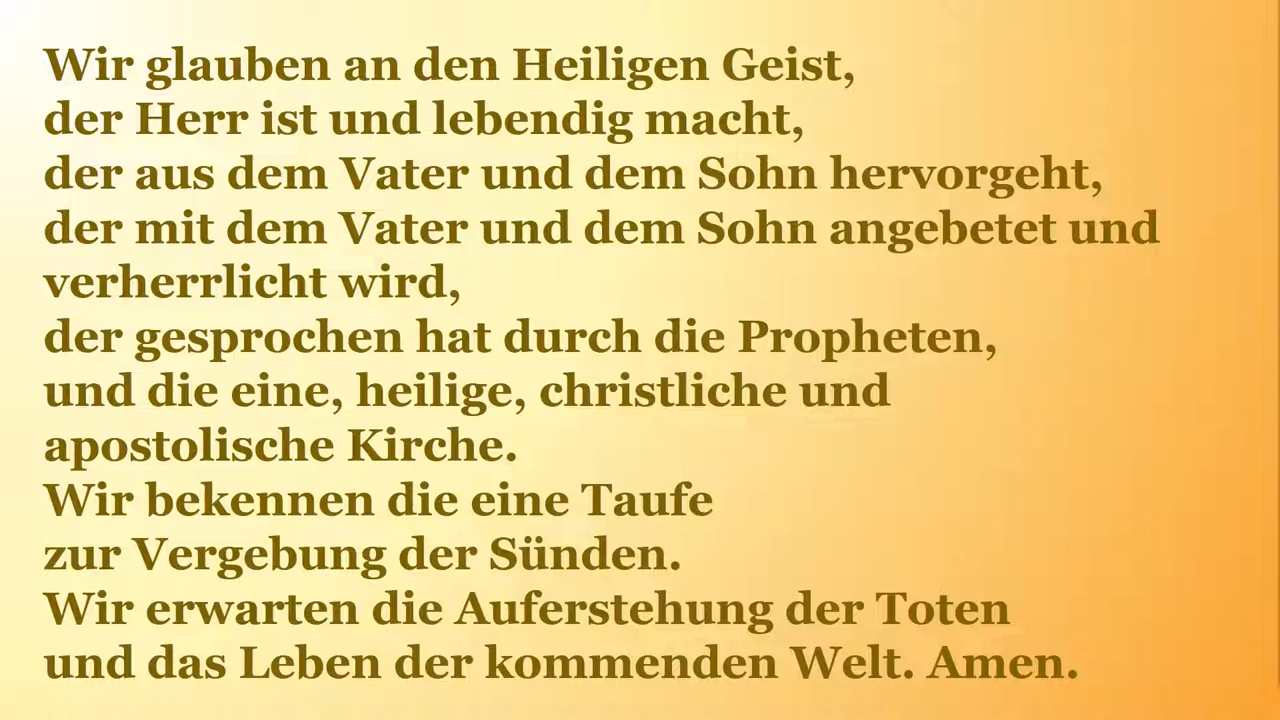 Wir glauben an den Heiligen Geist,
der Herr ist und lebendig macht,
der aus dem Vater und dem Sohn hervorgeht,
der mit dem Vater und dem Sohn angebetet und
verherrlicht wird,
der gesprochen hat durch die Propheten,
und die eine, heilige, christliche und
apostolische Kirche.
Wir bekennen die eine Taufe
zur Vergebung der Sünden.
Wir erwarten die Auferstehung der Toten
und das Leben der kommenden Welt. Amen.